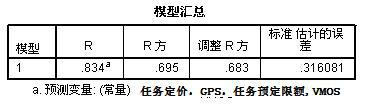 模型汇总
模型 R R 方 调整 R 方 标准 估计的误差
1 .834a .695 .683 .316081
a. 预测变量: (常量) 任务定价, GPS, 任务预定限额, VMOS